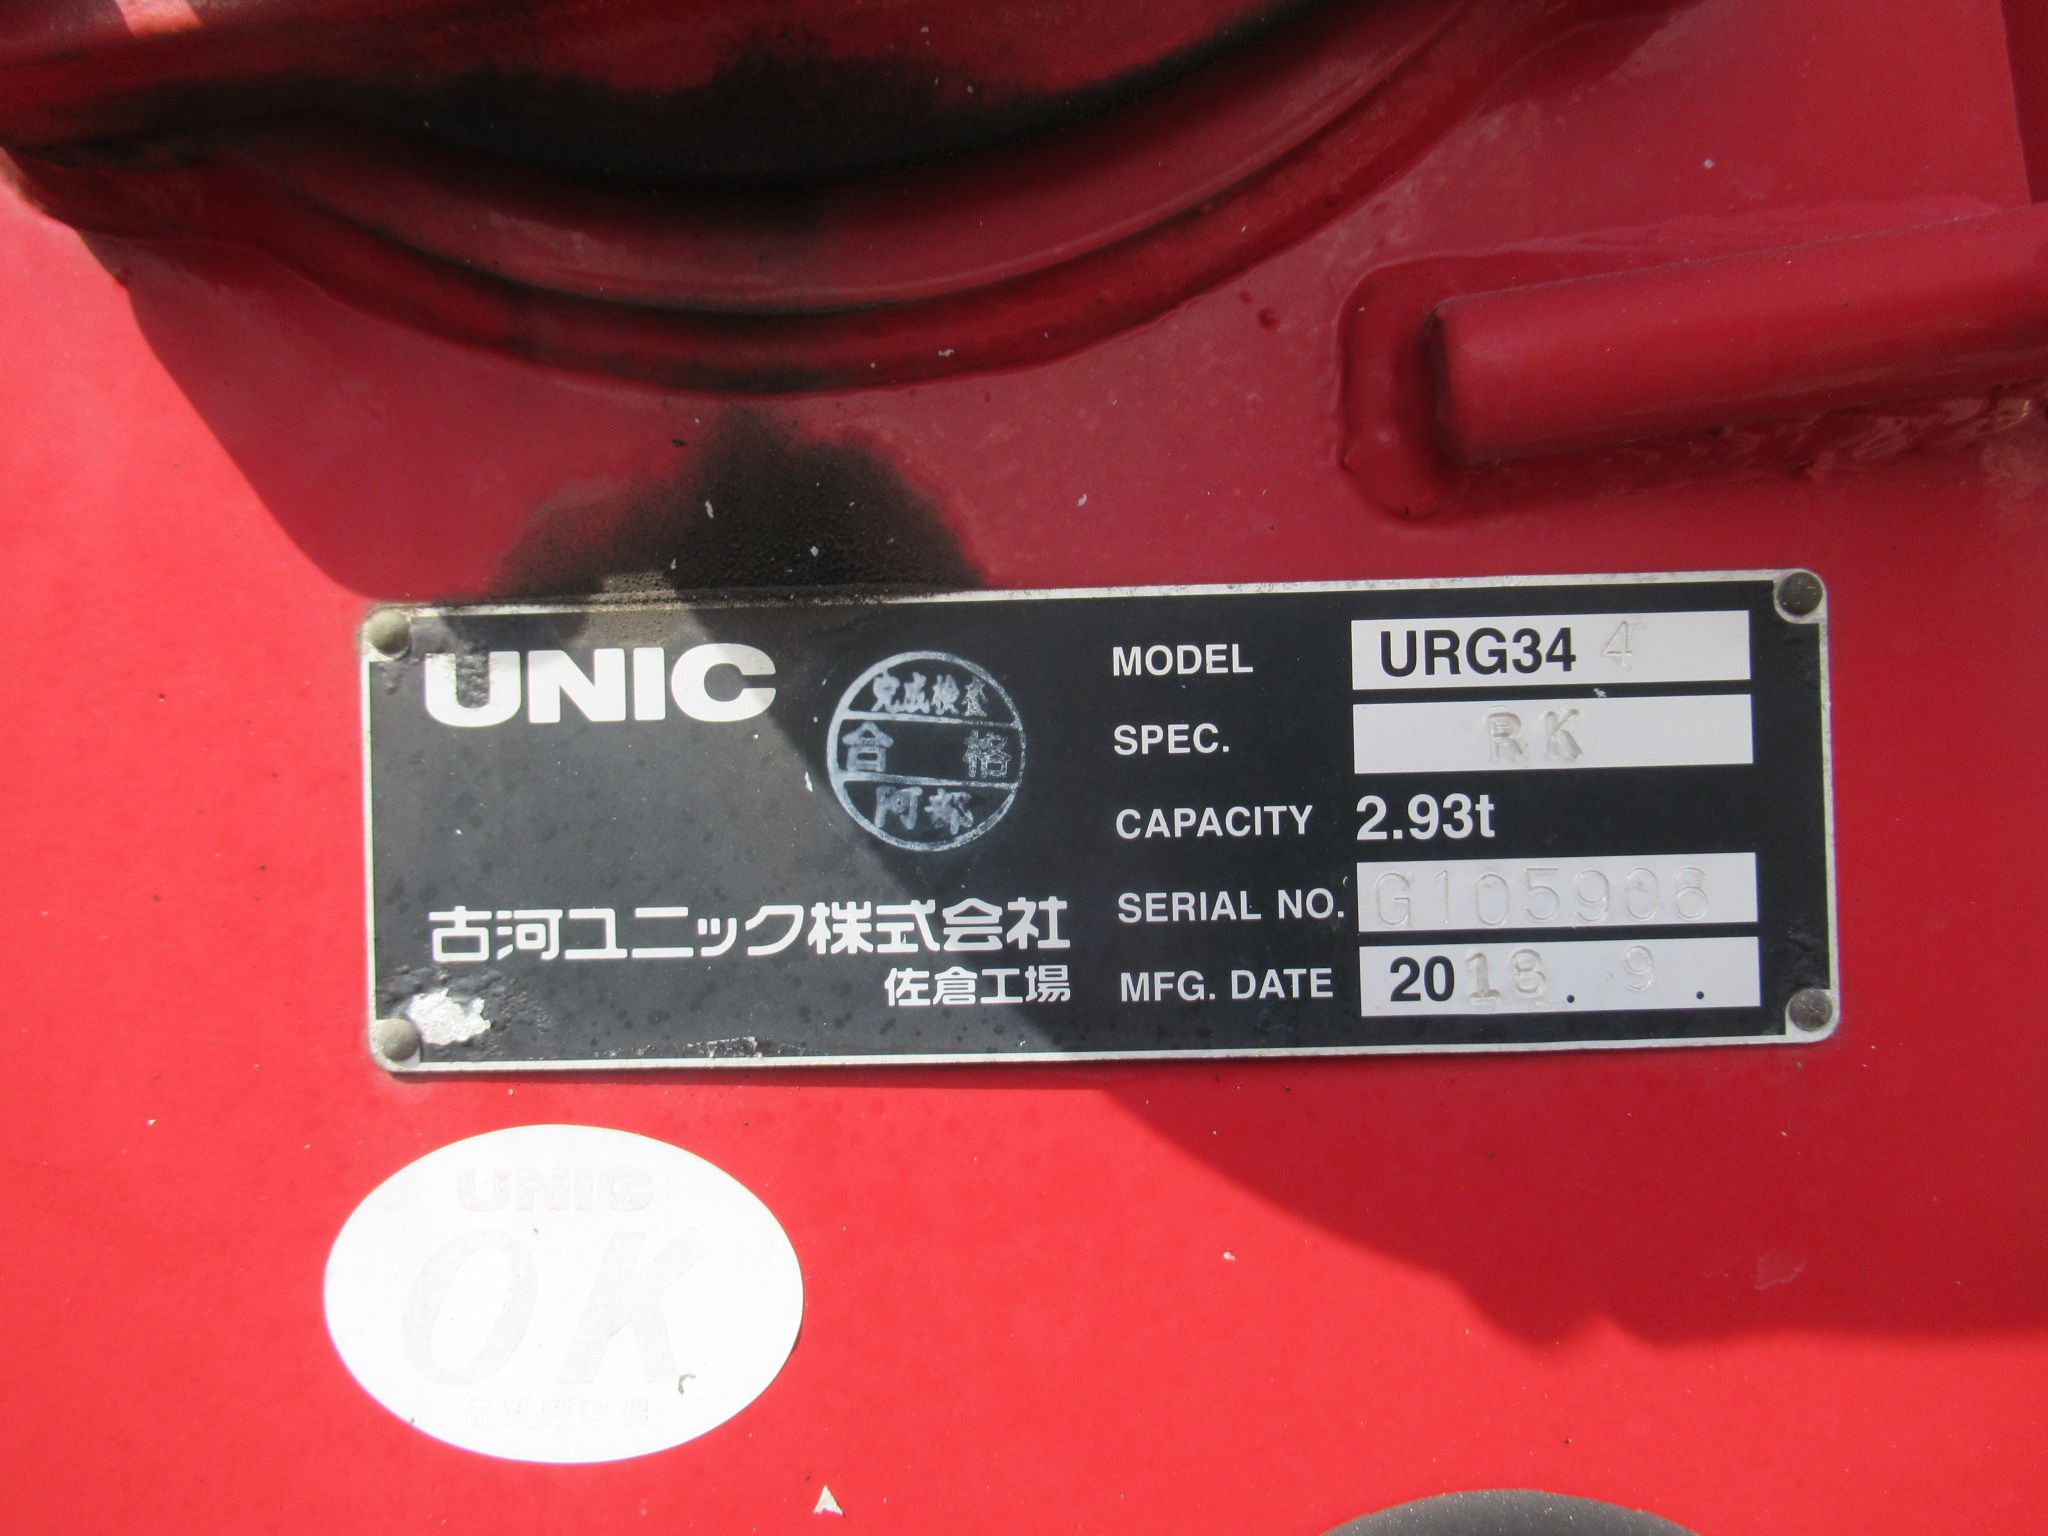 UNIC
完成検査
合格
阿部
古河ユニック株式会社
佐倉工場
MODEL URG34 4
SPEC. RK
CAPACITY 2.93t
SERIAL NO. G105906
MFG. DATE 2018. 9 .
UNIC
OK
品質管理課